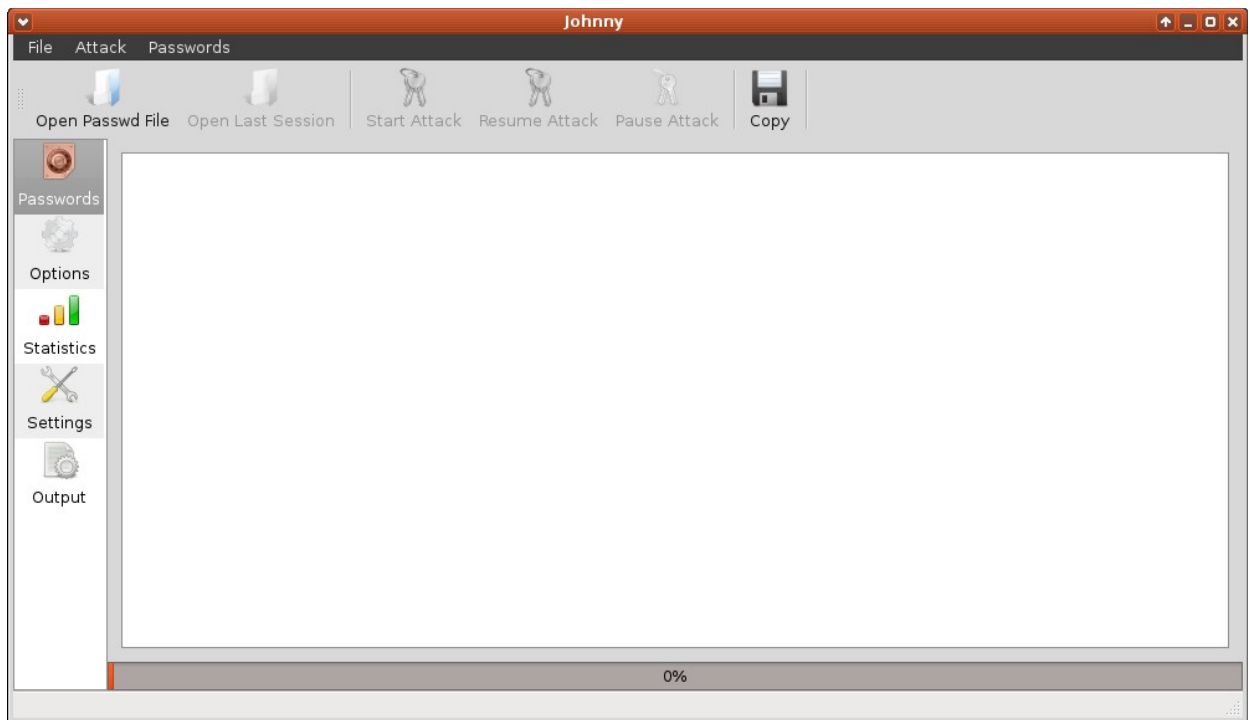 Johnny
File Attack Passwords
Open Passwd File Open Last Session Start Attack Resume Attack Pause Attack Copy
Passwords
Options
Statistics
Settings
Output
0%